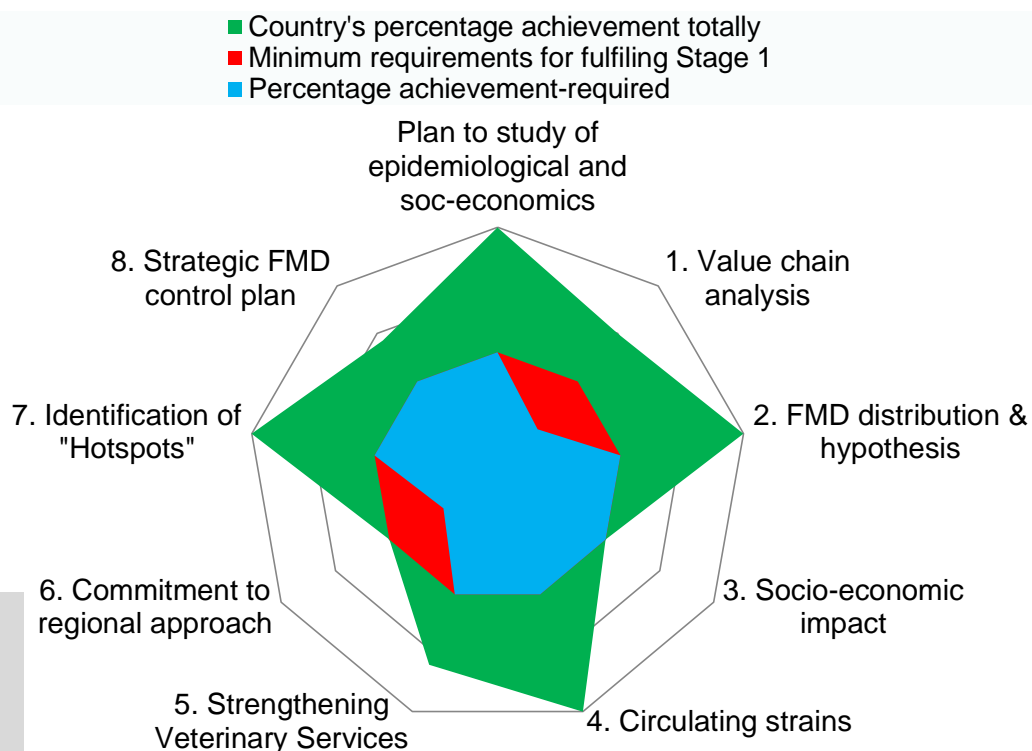 Country's percentage achievement totally
Minimum requirements for fulfiling Stage 1
Percentage achievement-required
Plan to study of
epidemiological and
soc-economics
1. Value chain
analysis
2. FMD distribution &
hypothesis
3. Socio-economic
impact
4. Circulating strains
5. Strengthening
Veterinary Services
6. Commitment to
regional approach
7. Identification of
"Hotspots"
8. Strategic FMD
control plan